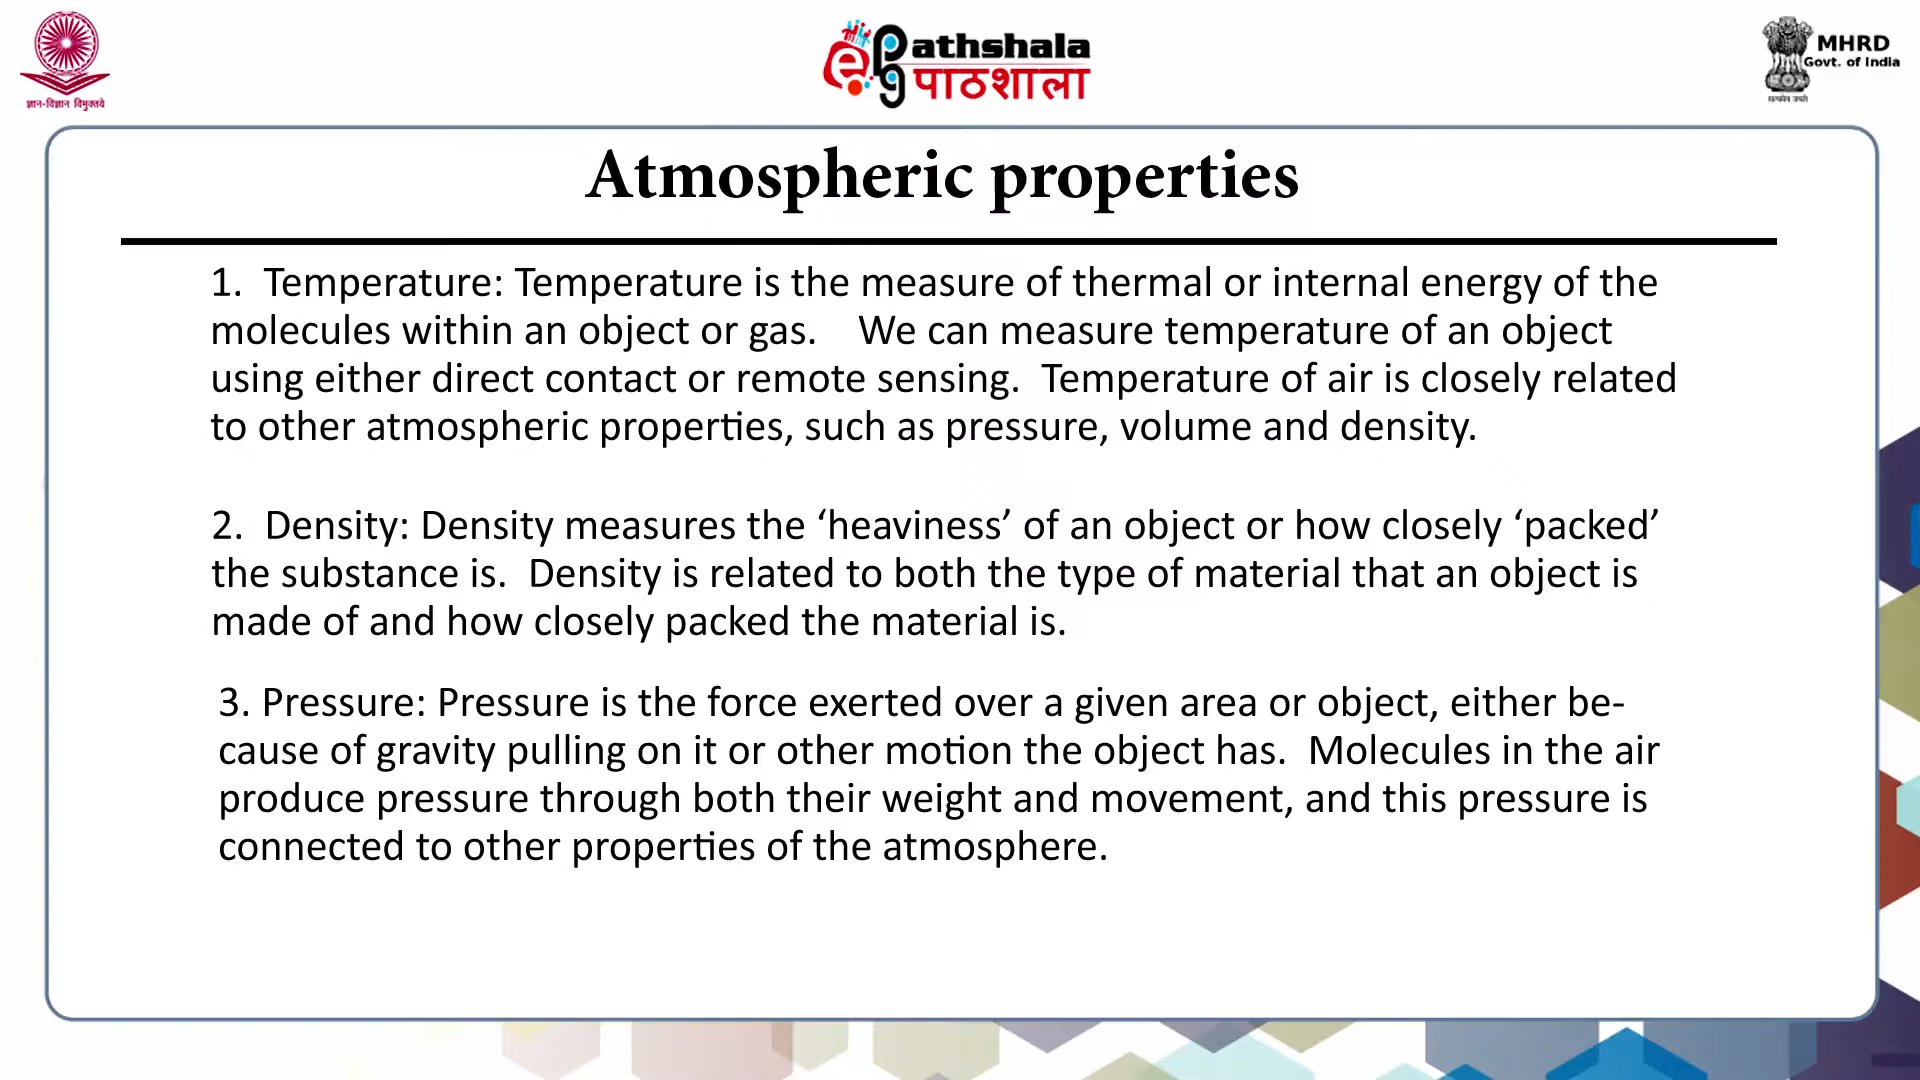 ज्ञान-विज्ञान विमुक्तये
ePathshala
पाठशाला
MHRD
Govt. of India
सत्यमेव जयते
Atmospheric properties
1. Temperature: Temperature is the measure of thermal or internal energy of the
molecules within an object or gas. We can measure temperature of an object
using either direct contact or remote sensing. Temperature of air is closely related
to other atmospheric properties, such as pressure, volume and density.
2. Density: Density measures the ‘heaviness’ of an object or how closely ‘packed’
the substance is. Density is related to both the type of material that an object is
made of and how closely packed the material is.
3. Pressure: Pressure is the force exerted over a given area or object, either be-
cause of gravity pulling on it or other motion the object has. Molecules in the air
produce pressure through both their weight and movement, and this pressure is
connected to other properties of the atmosphere.